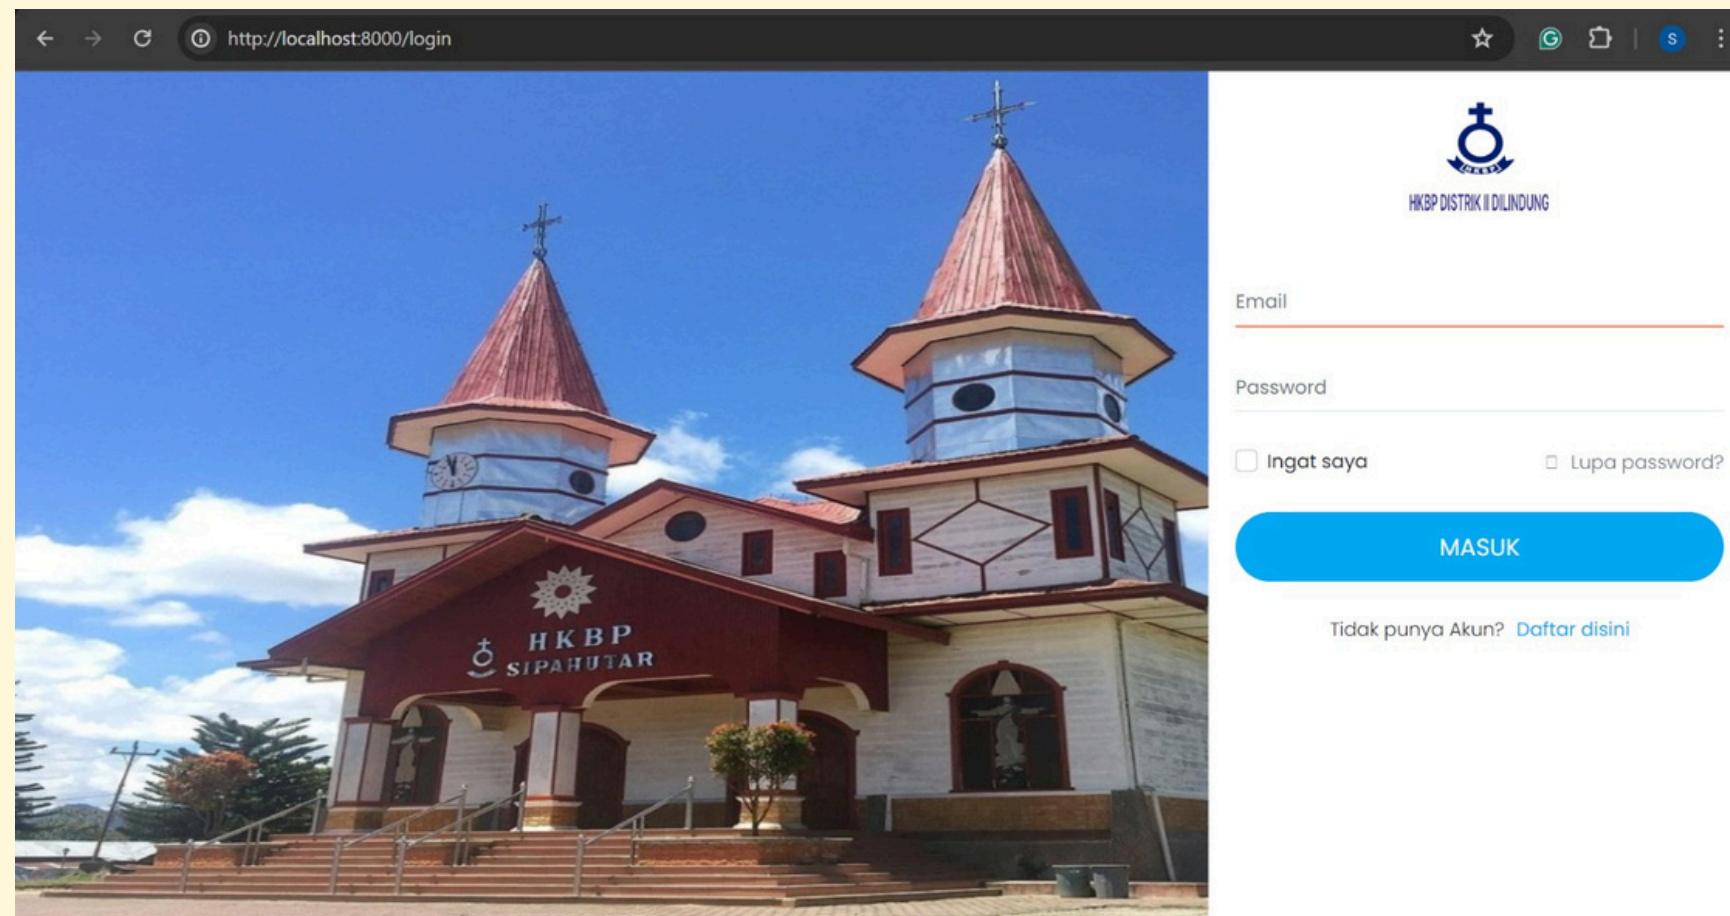 http://localhost:8000/login
S
HKBP
HKBP DISTRIK II DILINDUNG
Email
Password
Ingat saya
Lupa password?
MASUK
Tidak punya Akun? Daftar disini
HKBP
SIPAHUTAR